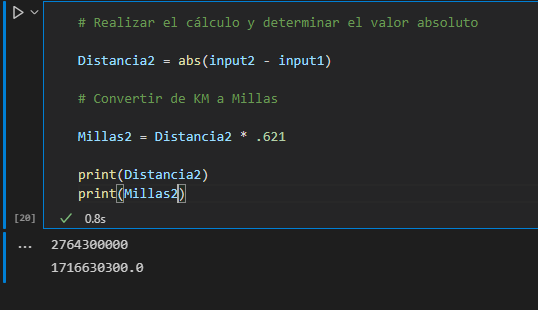 # Realizar el cálculo y determinar el valor absoluto
Distancia2 = abs(input2 - input1)
# Convertir de KM a Millas
Millas2 = Distancia2 * .621
print(Distancia2)
print(Millas2)
[20] 0.8s
... 2764300000
1716630300.0